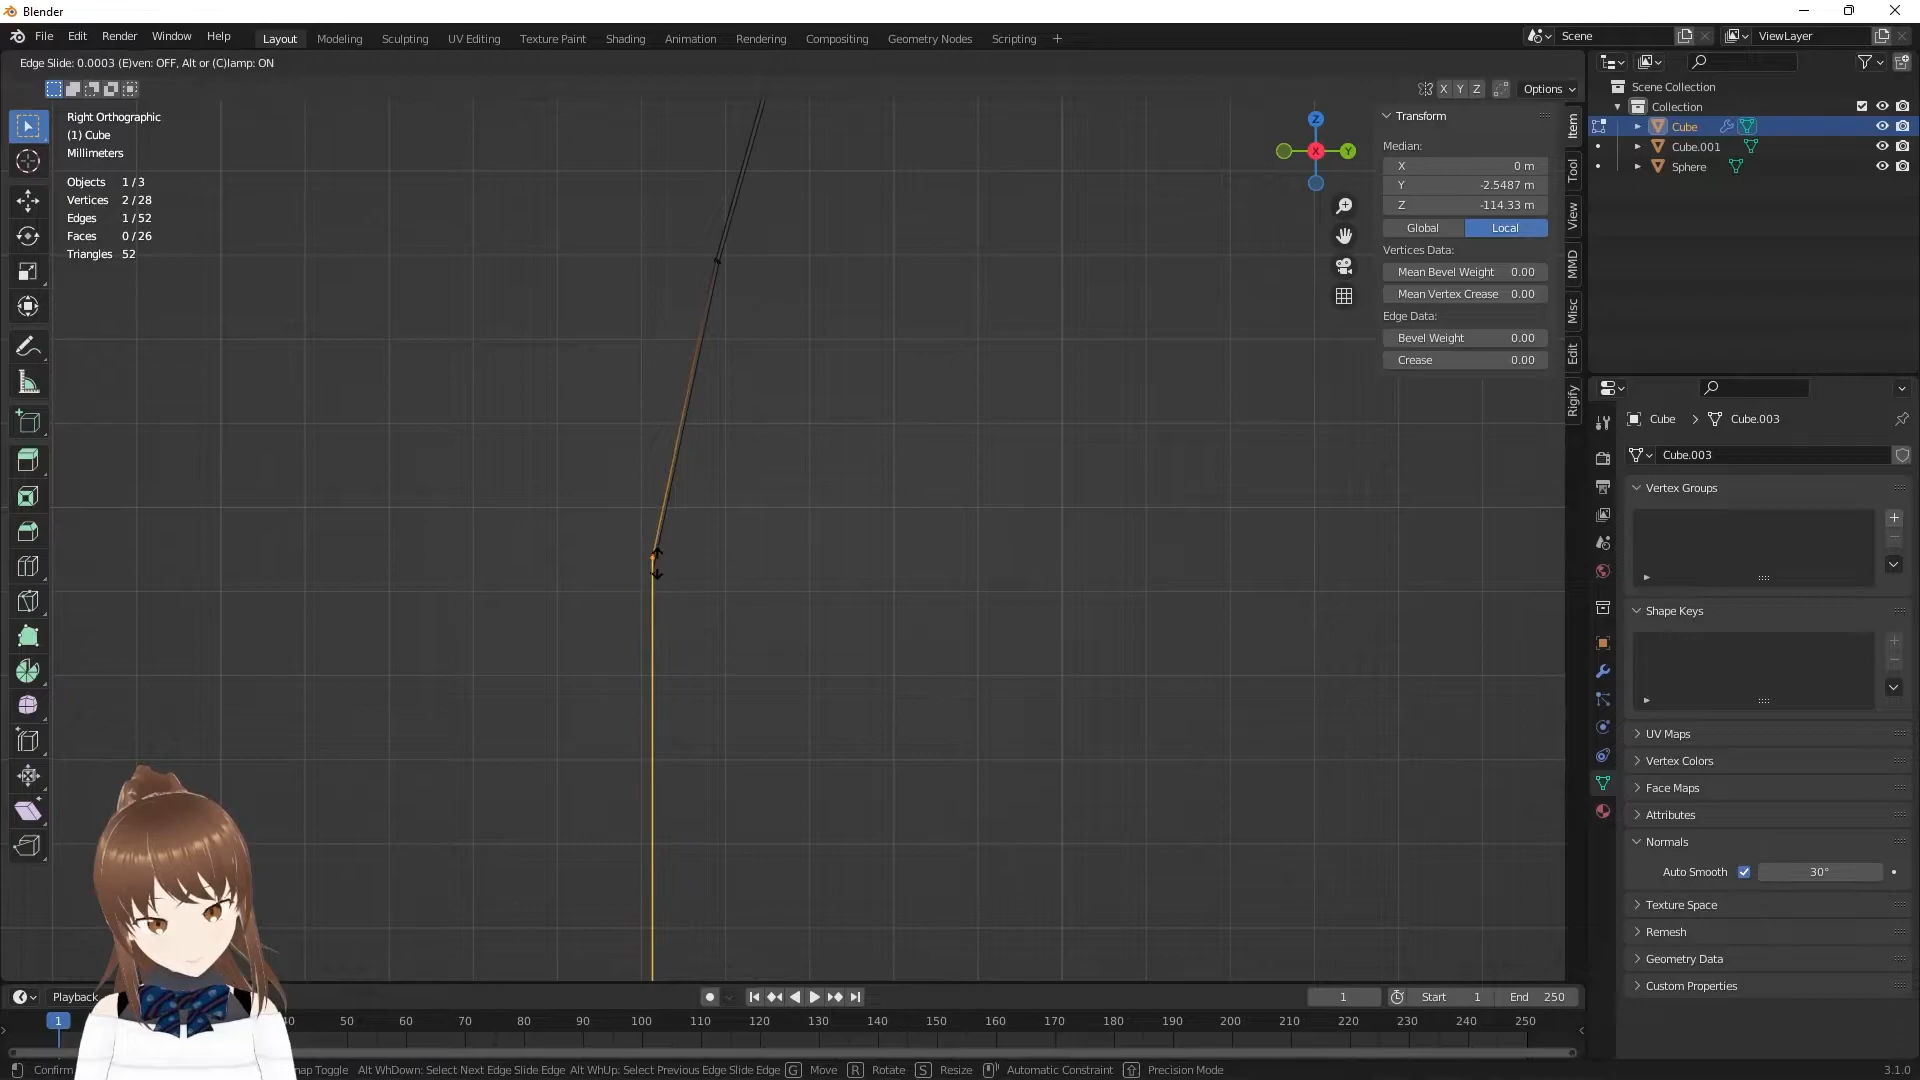 Blender
File Edit Render Window Help Layout Modeling Sculpting UV Editing Texture Paint Shading Animation Rendering Compositing Geometry Nodes Scripting +
Scene
ViewLayer
Edge Slide: 0.0003 (E)ven: OFF, Alt or (C)lamp: ON
X Y Z
Options
Right Orthographic
(1) Cube
Millimeters
Objects 1/3
Vertices 2/28
Edges 1/52
Faces 0/26
Triangles 52
Z
X
Y
Transform
Median:
X 0 m
Y -2.5487 m
Z -114.33 m
Global Local
Vertices Data:
Mean Bevel Weight 0.00
Mean Vertex Crease 0.00
Edge Data:
Bevel Weight 0.00
Crease 0.00
Item
Tool
View
MMD
Misc
Edit
Rigify
Scene Collection
Collection
Cube
Cube.001
Sphere
Cube Cube.003
Cube.003
Vertex Groups
Shape Keys
UV Maps
Vertex Colors
Face Maps
Attributes
Normals
Auto Smooth 30°
Texture Space
Remesh
Geometry Data
Custom Properties
Playback
1 Start 1 End 250
1 40 50 60 70 80 90 100 110 120 130 140 150 160 170 180 190 200 210 220 230 240 250
Confirm
nap Toggle Alt WhDown: Select Next Edge Slide Edge Alt WhUp: Select Previous Edge Slide Edge G Move R Rotate S Resize Automatic Constraint Precision Mode
3.1.0